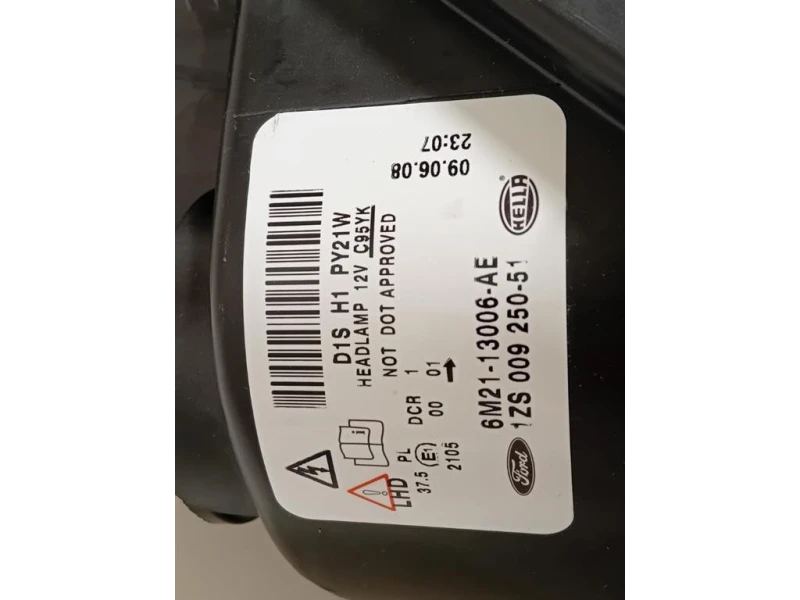 D1S H1 PY21W
HEADLAMP 12V C95YK
NOT DOT APPROVED
09.06.08
23:07
LHD PL DCR 1
37.5 E1 00 01
2105
6M21-13006-AE
1ZS 009 250-51
Ford
HELLA